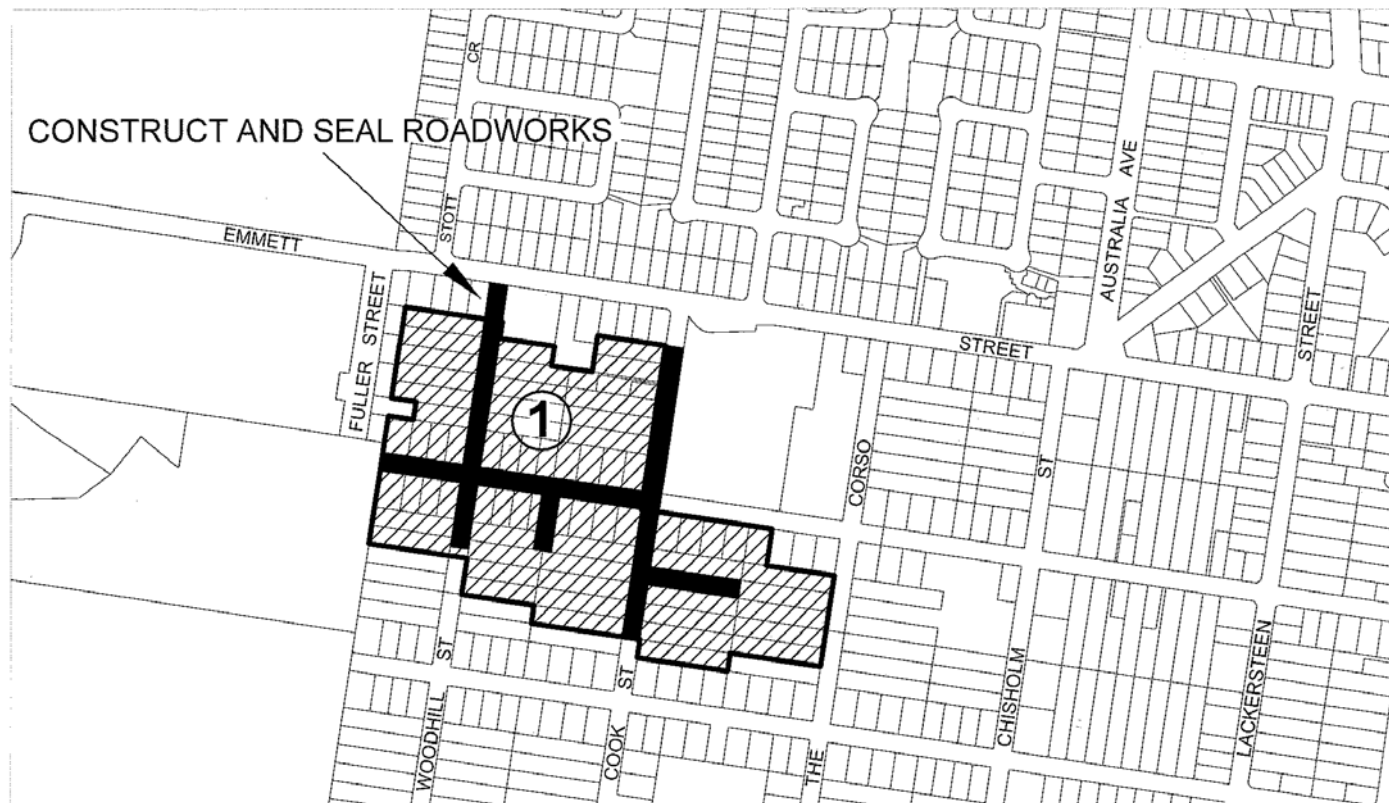 CR
CONSTRUCT AND SEAL ROADWORKS
STOTT
AUSTRALIA AVE
EMMETT
FULLER STREET
STREET
STREET
1
CORSO
ST
ST
WOODHILL
ST
COOK
THE
CHISHOLM
LACKERSTEEN